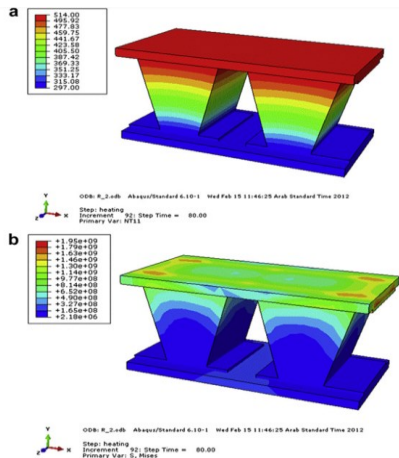 a
514.00
495.92
477.83
459.75
441.67
423.58
405.50
387.42
369.33
351.25
333.17
315.08
297.00
ODB: R_2.odb Abaqus/Standard 6.10-1 Wed Feb 15 11:46:25 Arab Standard Time 2012
Y
X
Z
Step: heating
Increment 92: Step Time = 80.00
Primary Var: NT11
b
+1.95e+09
+1.79e+09
+1.63e+09
+1.46e+09
+1.30e+09
+1.14e+09
+9.77e+08
+8.14e+08
+6.52e+08
+4.90e+08
+3.27e+08
+1.65e+08
+2.18e+06
ODB: R_2.odb Abaqus/Standard 6.10-1 Wed Feb 15 11:46:25 Arab Standard Time 2012
Y
X
Z
Step: heating
Increment 92: Step Time = 80.00
Primary Var: S, Mises